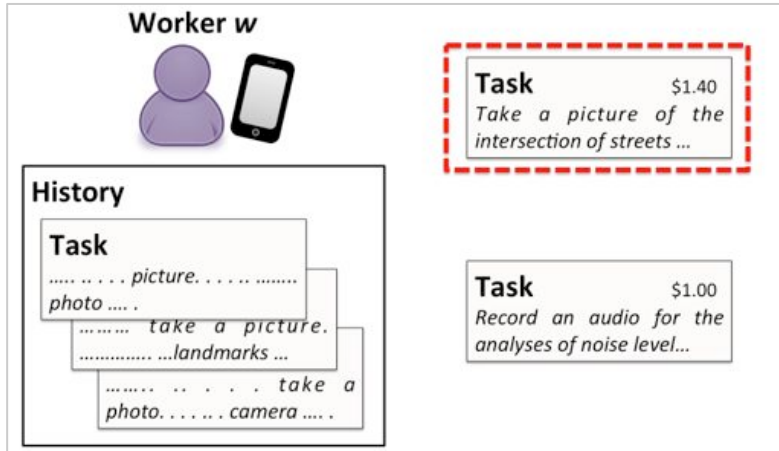 Worker w
Task $1.40
Take a picture of the
intersection of streets ...
History
Task
..... .. . . . picture. . . . .. ........
photo .... .
......... take a picture.
.............. ...landmarks ...
........ .. . . . . take a
photo. . . . .. . camera .... .
Task $1.00
Record an audio for the
analyses of noise level...